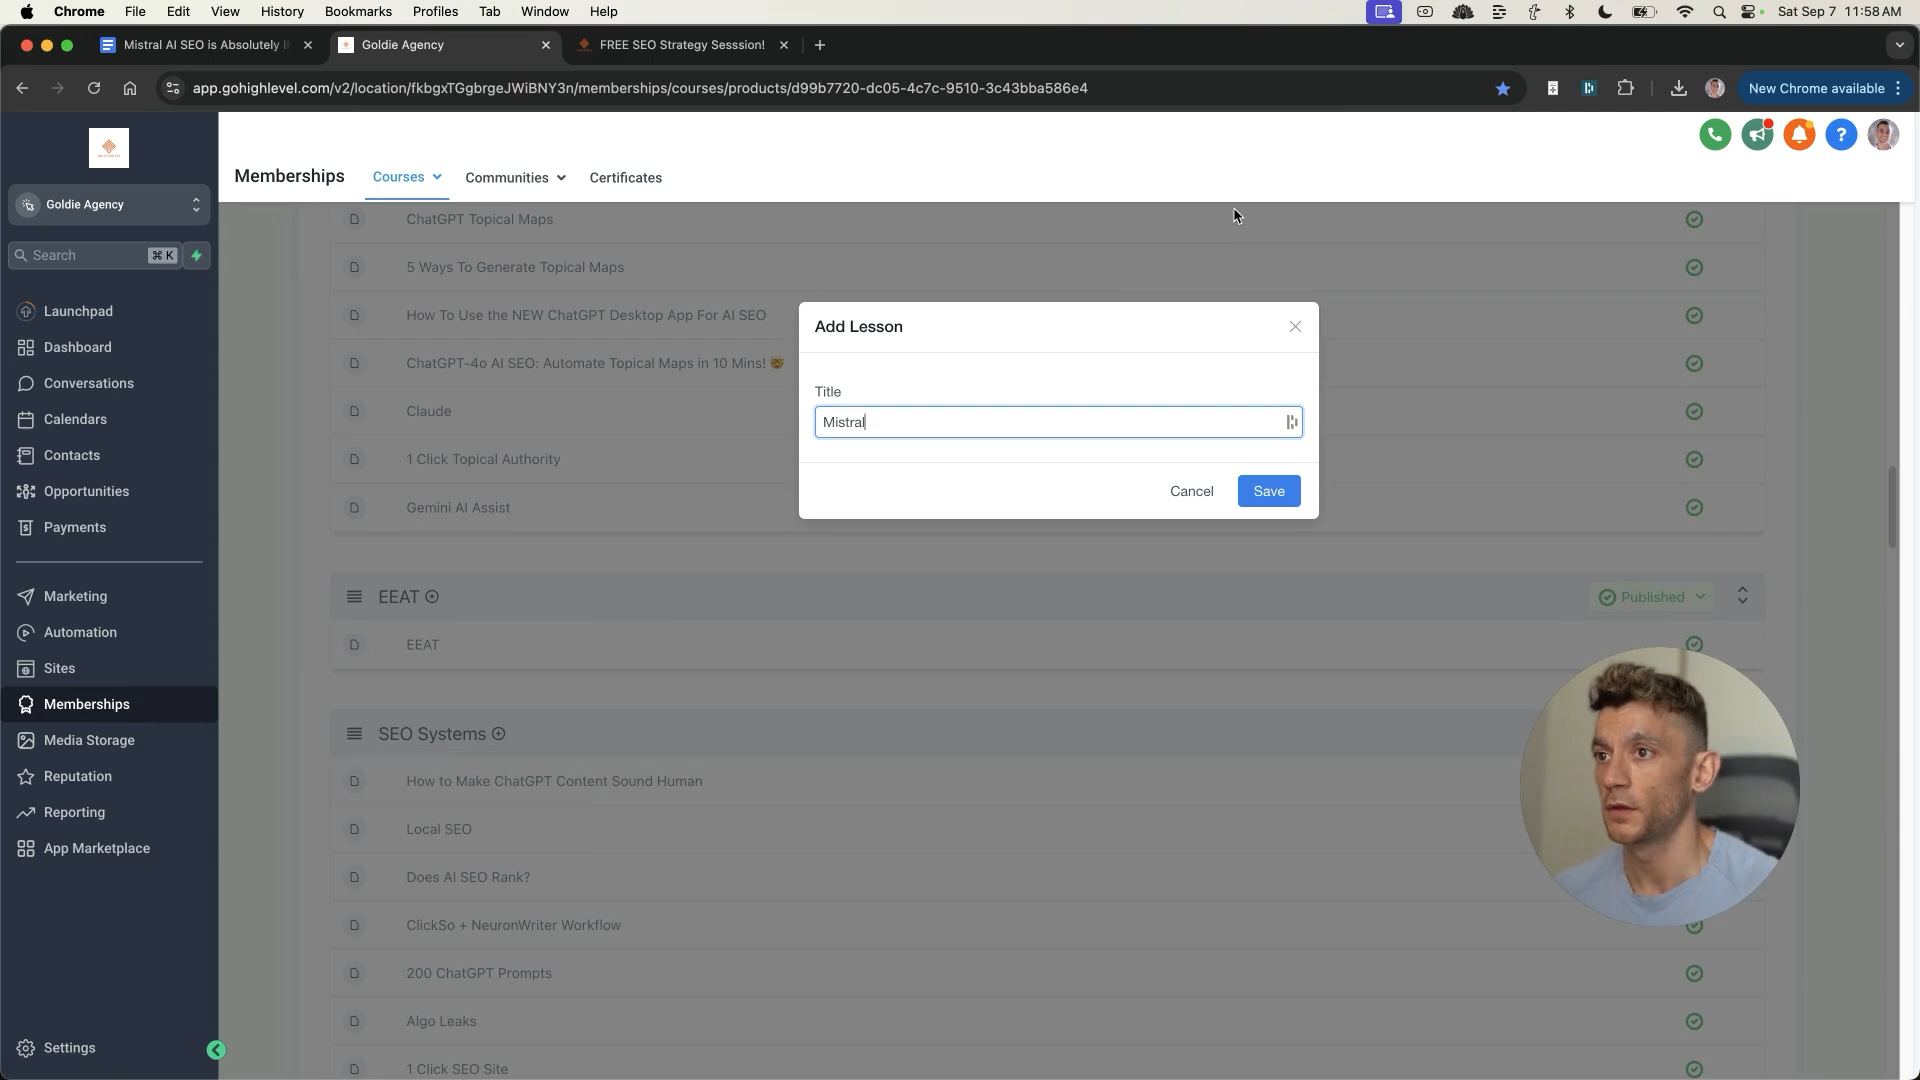 Chrome File Edit View History Bookmarks Profiles Tab Window Help Sat Sep 7 11:58 AM
Mistral AI SEO is Absolutely Goldie Agency FREE SEO Strategy Sesssion!
app.gohighlevel.com/v2/location/fkbgxTGgbrgeJWiBNY3n/memberships/courses/products/d99b7720-dc05-4c7c-9510-3c43bba586e4 New Chrome available
Memberships Courses Communities Certificates
Goldie Agency
Search ⌘ K
Launchpad
Dashboard
Conversations
Calendars
Contacts
Opportunities
Payments
Marketing
Automation
Sites
Memberships
Media Storage
Reputation
Reporting
App Marketplace
Settings
ChatGPT Topical Maps
5 Ways To Generate Topical Maps
How To Use the NEW ChatGPT Desktop App For AI SEO
ChatGPT-4o AI SEO: Automate Topical Maps in 10 Mins! 🤯
Claude
1 Click Topical Authority
Gemini AI Assist
Add Lesson
Title
Mistral
Cancel Save
EEAT Published
EEAT
SEO Systems
How to Make ChatGPT Content Sound Human
Local SEO
Does AI SEO Rank?
ClickSo + NeuronWriter Workflow
200 ChatGPT Prompts
Algo Leaks
1 Click SEO Site